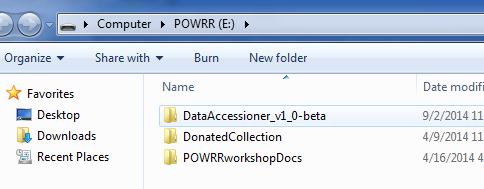 Computer ▸ POWRR (E:) ▸
Organize ▾ Share with ▾ Burn New folder
Favorites
Desktop
Downloads
Recent Places
Name Date modifi
DataAccessioner_v1_0-beta 9/2/2014 11
DonatedCollection 4/9/2014 11
POWRRworkshopDocs 4/16/2014 4